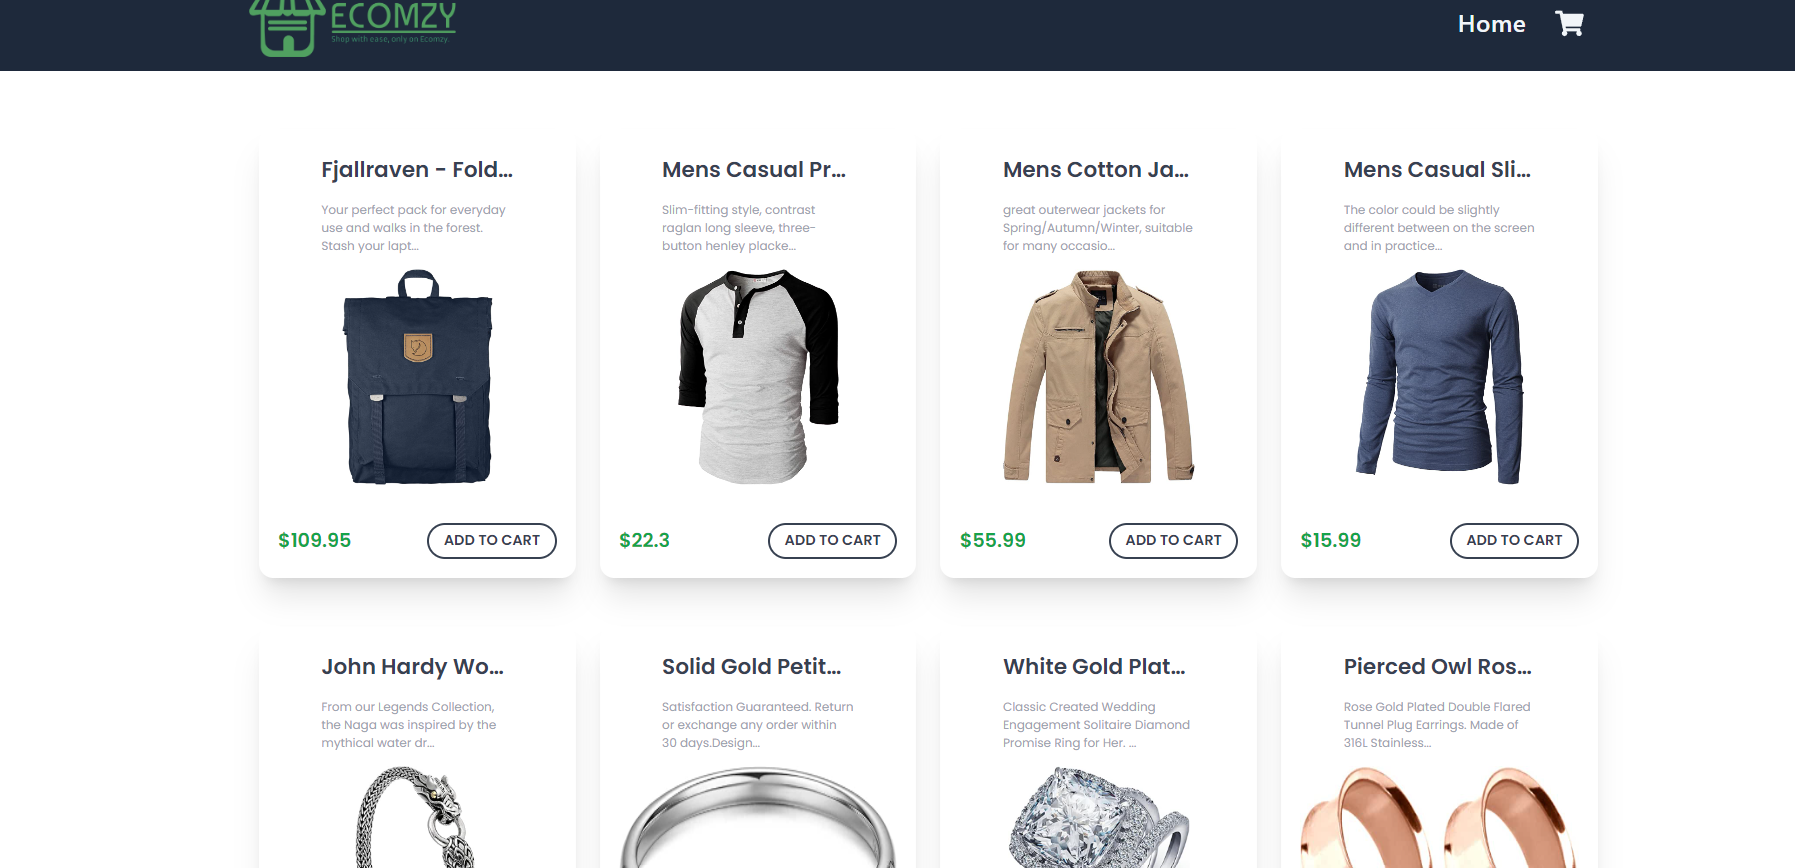 ECOMZY
Shop with ease, only on Ecomzy.
Home
Fjallraven - Fold...
Mens Casual Pr...
Mens Cotton Ja...
Mens Casual Sli...
Your perfect pack for everyday
use and walks in the forest.
Stash your lapt...
Slim-fitting style, contrast
raglan long sleeve, three-
button henley placke...
great outerwear jackets for
Spring/Autumn/Winter, suitable
for many occasio...
The color could be slightly
different between on the screen
and in practice...
$109.95
ADD TO CART
$22.3
ADD TO CART
$55.99
ADD TO CART
$15.99
ADD TO CART
John Hardy Wo...
Solid Gold Petit...
White Gold Plat...
Pierced Owl Ros...
From our Legends Collection,
the Naga was inspired by the
mythical water dr...
Satisfaction Guaranteed. Return
or exchange any order within
30 days.Design...
Classic Created Wedding
Engagement Solitaire Diamond
Promise Ring for Her. ...
Rose Gold Plated Double Flared
Tunnel Plug Earrings. Made of
316L Stainless...